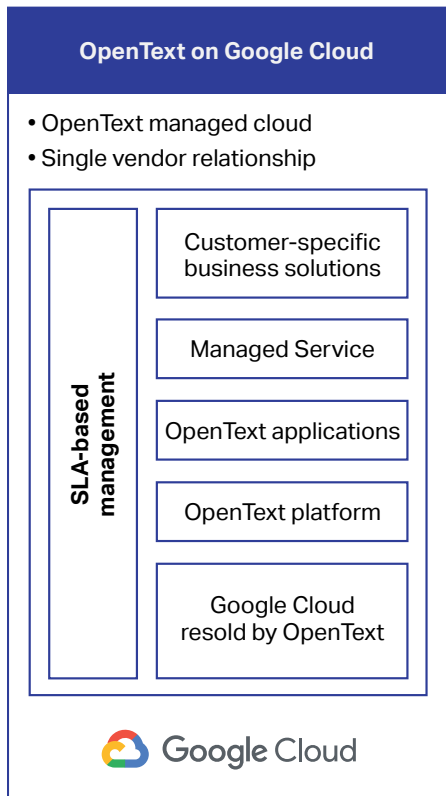 OpenText on Google Cloud
• OpenText managed cloud
• Single vendor relationship
SLA-based
management
Customer-specific
business solutions
Managed Service
OpenText applications
OpenText platform
Google Cloud
resold by OpenText
Google Cloud